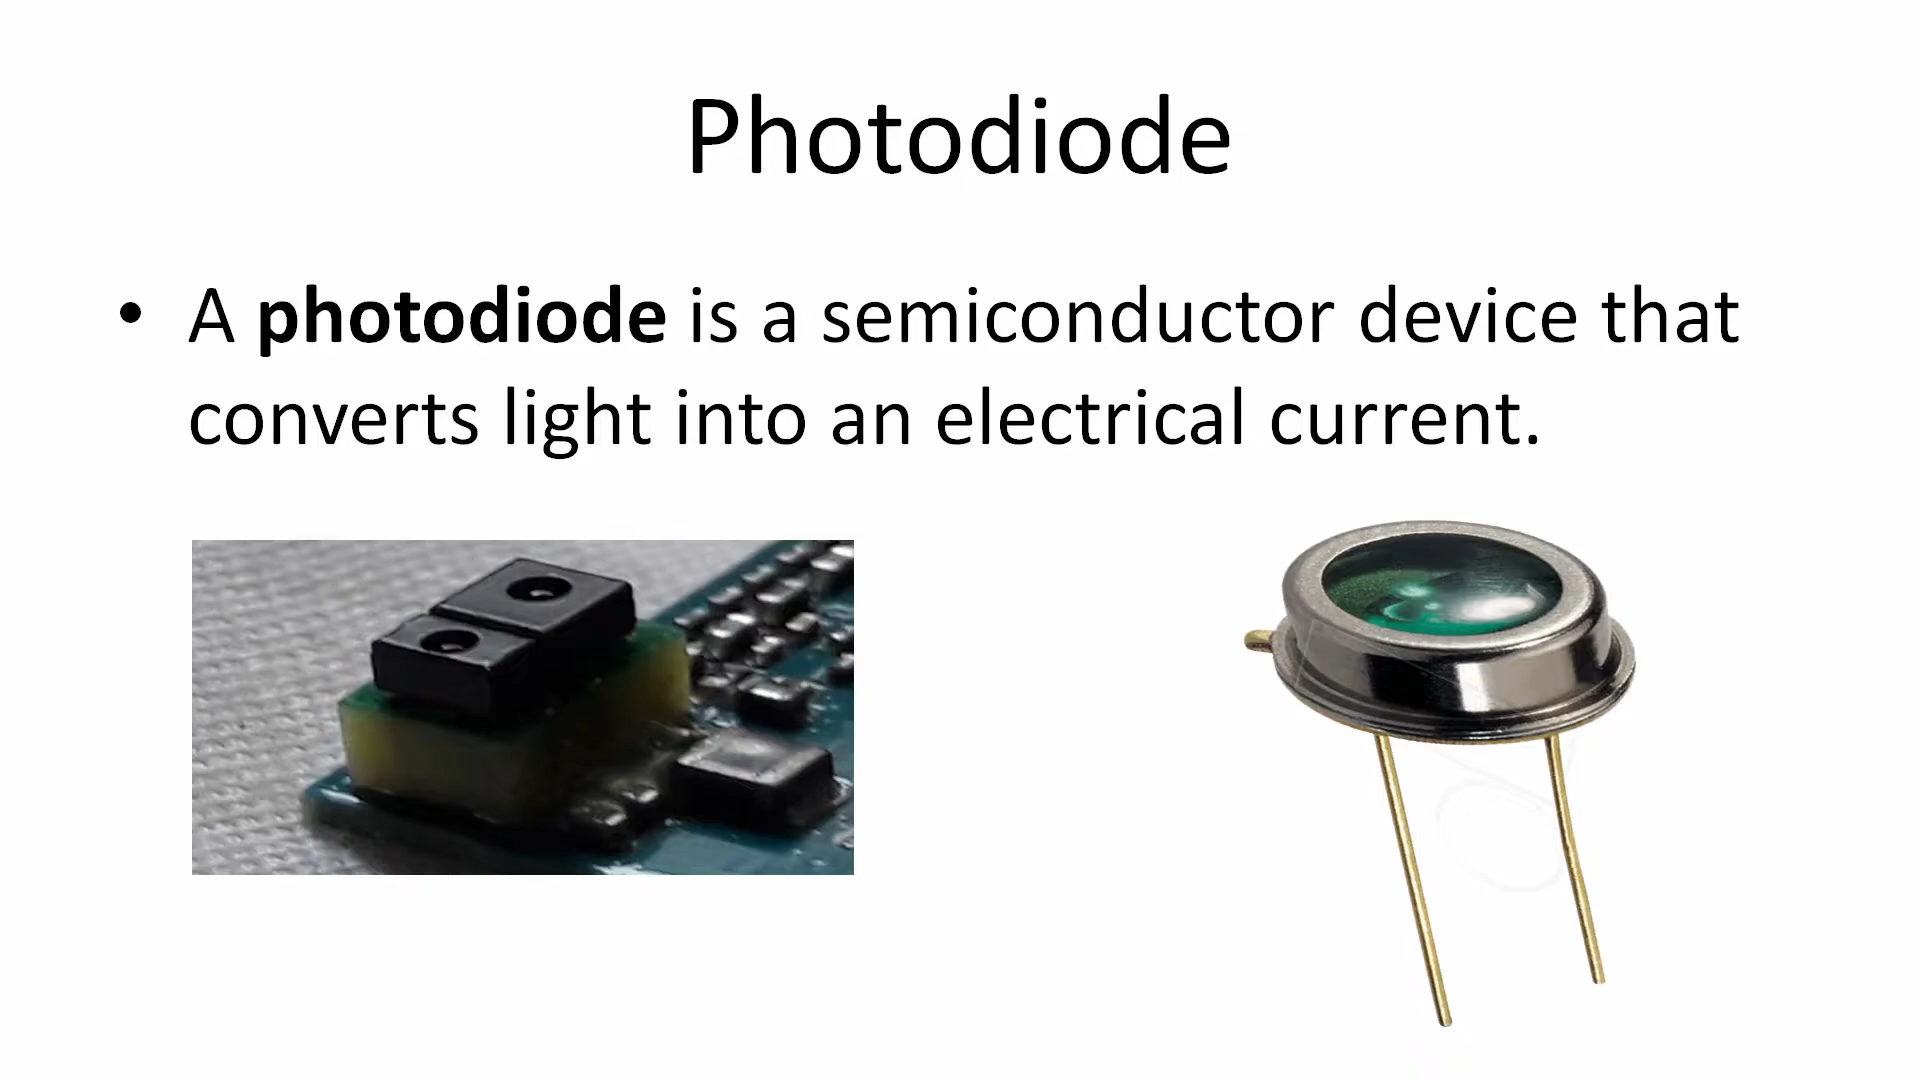 Photodiode
• A photodiode is a semiconductor device that
converts light into an electrical current.